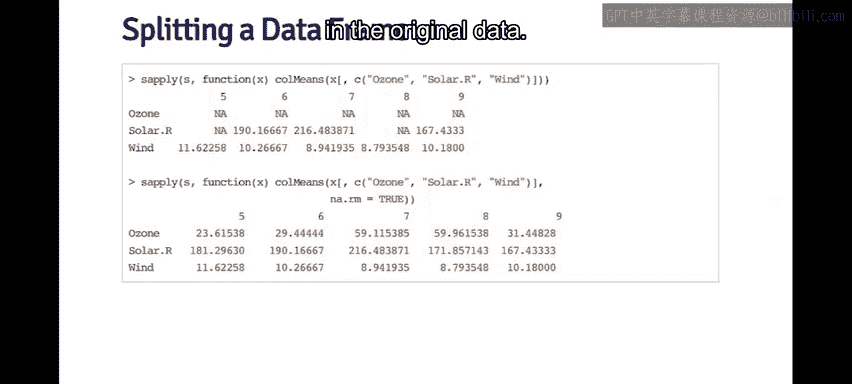 GPT中英字幕课程资源@bilibili.com
Splitting a Data Frame
in the original data.
> sapply(s, function(x) colMeans(x[, c("Ozone", "Solar.R", "Wind")]))
5 6 7 8 9
Ozone NA NA NA NA NA
Solar.R NA 190.16667 216.483871 NA 167.4333
Wind 11.62258 10.26667 8.941935 8.793548 10.1800
> sapply(s, function(x) colMeans(x[, c("Ozone", "Solar.R", "Wind")],
na.rm = TRUE))
5 6 7 8 9
Ozone 23.61538 29.44444 59.115385 59.961538 31.44828
Solar.R 181.29630 190.16667 216.483871 171.857143 167.43333
Wind 11.62258 10.26667 8.941935 8.793548 10.18000